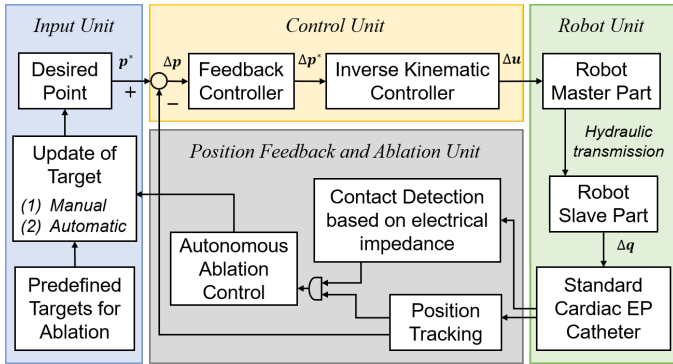 Input Unit
Desired
Point
Update of
Target
(1) Manual
(2) Automatic
Predefined
Targets for
Ablation
p*
+
−
Control Unit
Δp
Feedback
Controller
Δp*
Inverse Kinematic
Controller
Δu
Position Feedback and Ablation Unit
Contact Detection
based on electrical
impedance
Autonomous
Ablation
Control
Position
Tracking
Robot Unit
Robot
Master Part
Hydraulic
transmission
Robot
Slave Part
Δq
Standard
Cardiac EP
Catheter